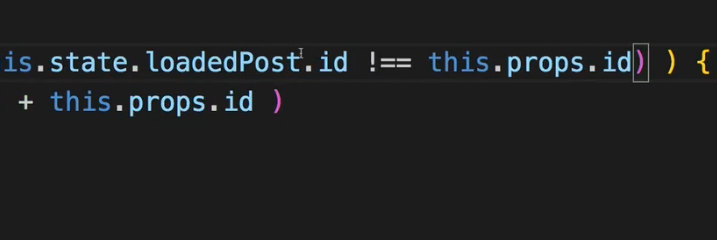 is.state.loadedPost.id !== this.props.id) ) {
+ this.props.id )